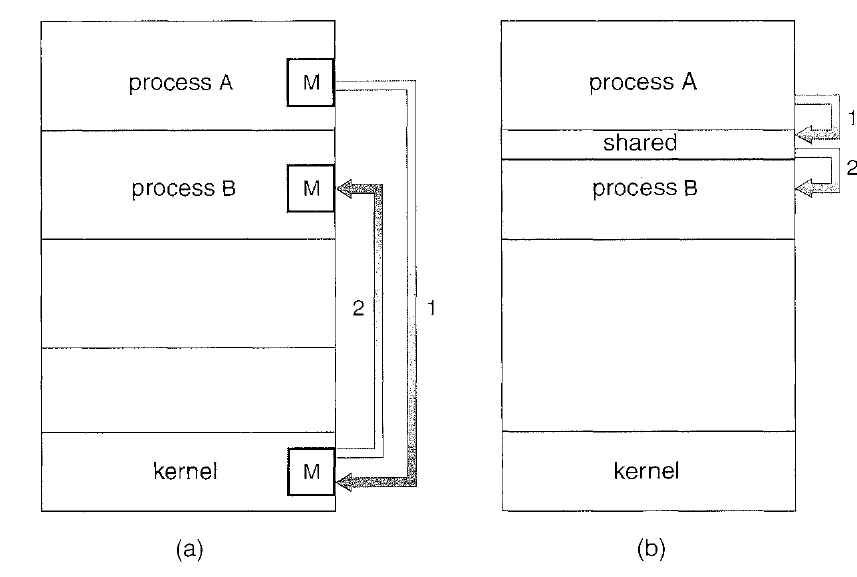 process A
M
process B
M
2
1
kernel
M
(a)
process A
1
shared
2
process B
kernel
(b)